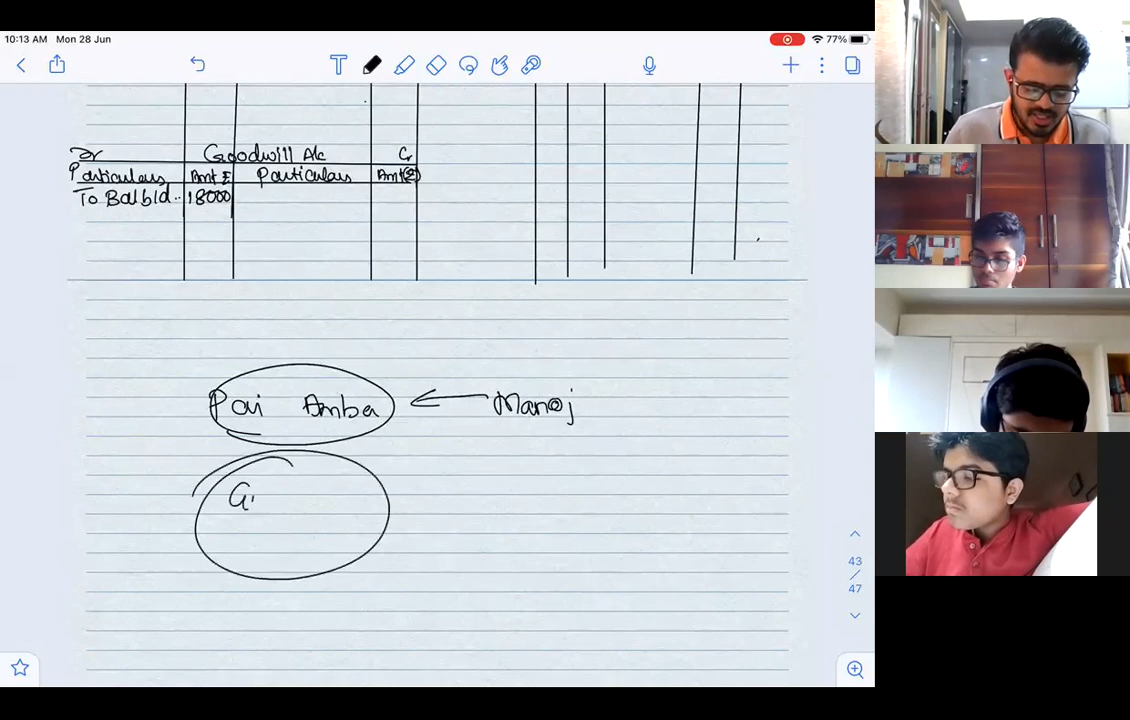 10:13 AM Mon 28 Jun
77%
T
Dr Goodwill A/c Cr
Particulars Amt ₹ Particulars Amt(₹)
To Bal b/d.. 18000
Pai Amba Manoj
G
43
/
47